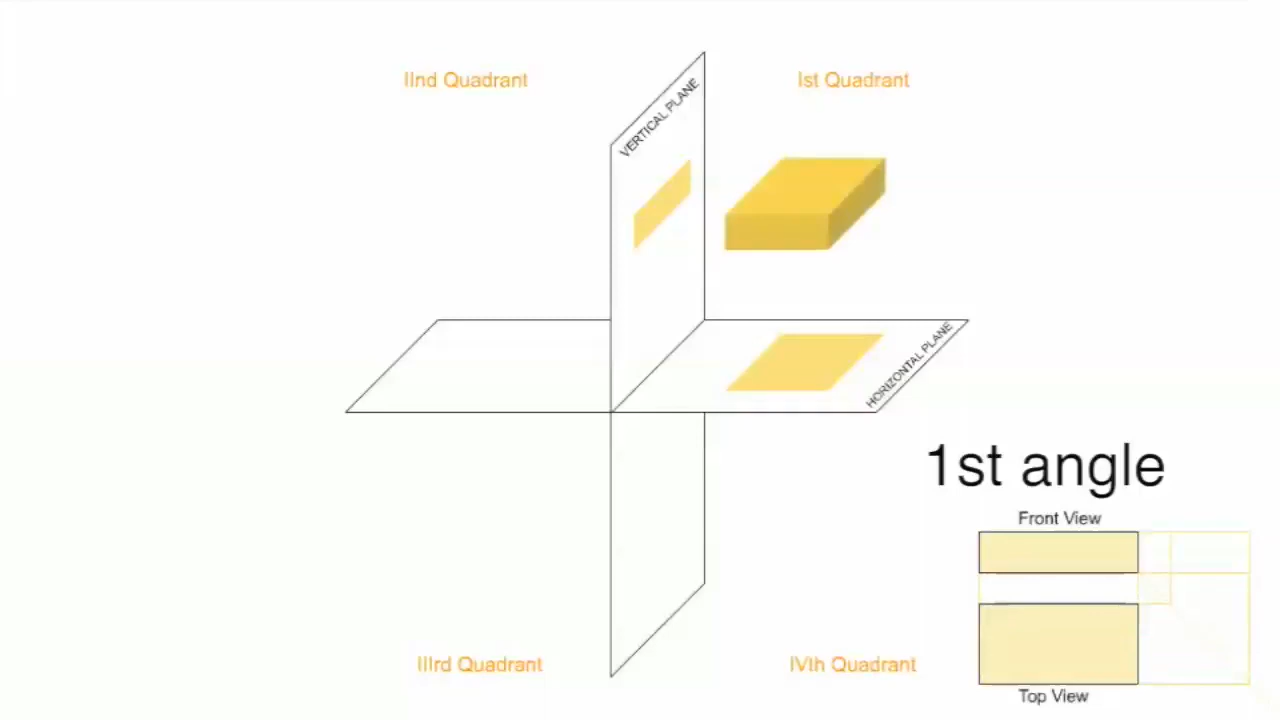 IInd Quadrant
Ist Quadrant
VERTICAL PLANE
HORIZONTAL PLANE
1st angle
Front View
Top View
IIIrd Quadrant
IVth Quadrant